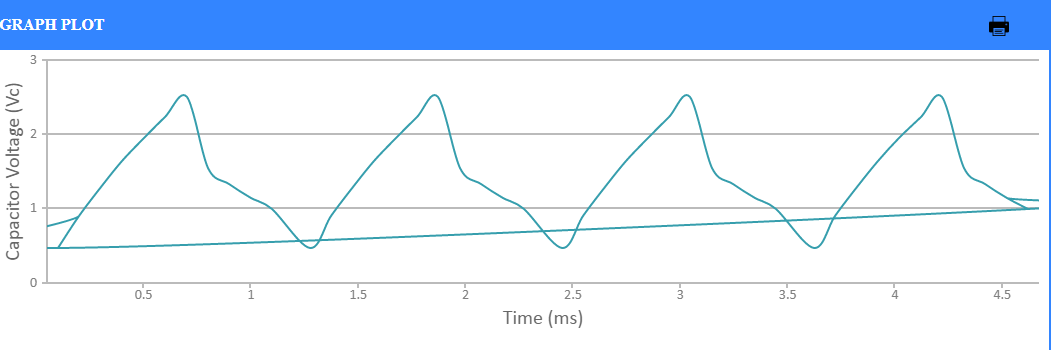 GRAPH PLOT
Capacitor Voltage (Vc)
3
2
1
0
0.5 1 1.5 2 2.5 3 3.5 4 4.5
Time (ms)